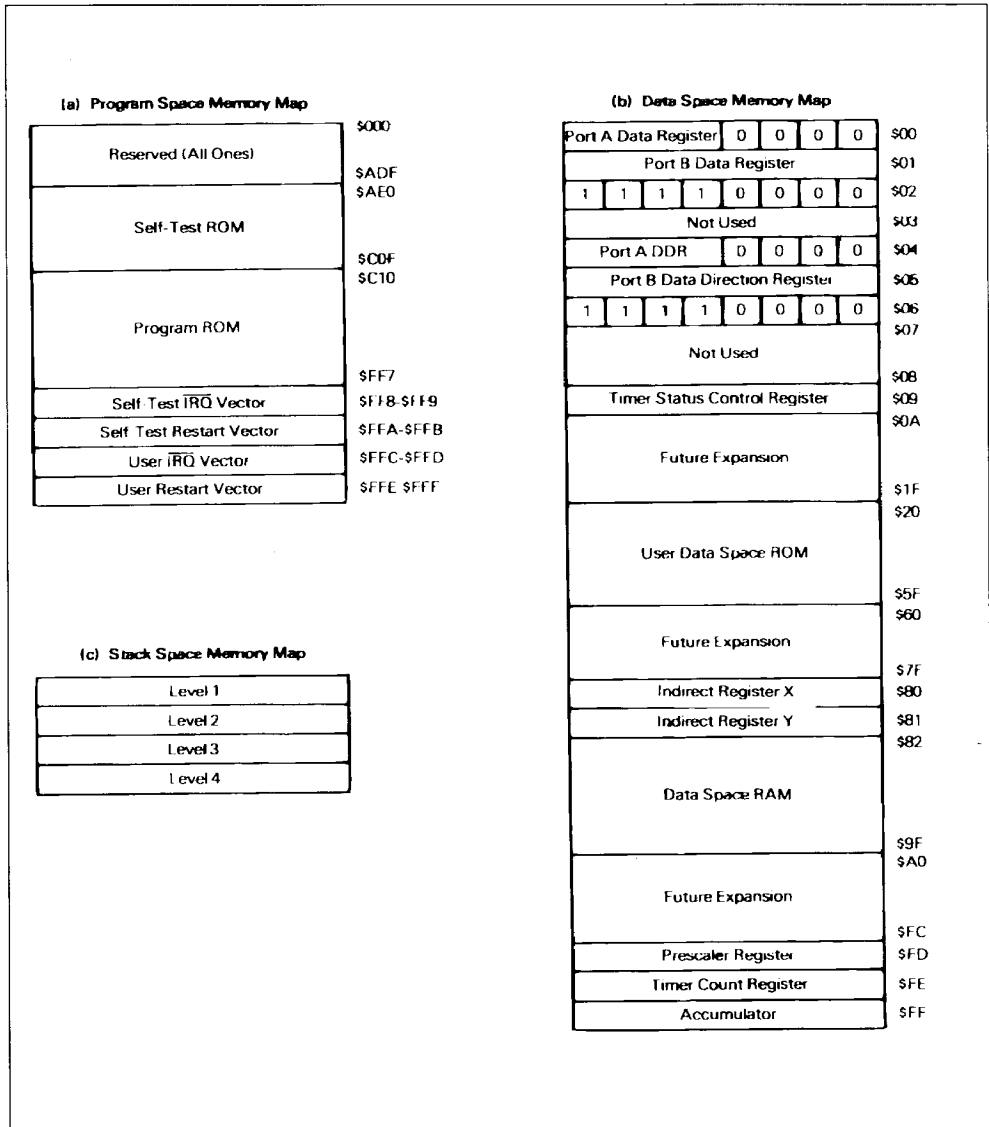 (a) Program Space Memory Map
$000
Reserved (All Ones)
$ADF
$AE0
Self-Test ROM
$C0F
$C10
Program ROM
$FF7
Self-Test IRQ Vector $FF8-$FF9
Self Test Restart Vector $FFA-$FFB
User IRQ Vector $FFC-$FFD
User Restart Vector $FFE $FFF
(c) Stack Space Memory Map
Level 1
Level 2
Level 3
Level 4
(b) Data Space Memory Map
Port A Data Register 0 0 0 0 $00
Port B Data Register $01
1 1 1 1 0 0 0 0 $02
Not Used $03
Port A DDR 0 0 0 0 $04
Port B Data Direction Register $05
1 1 1 1 0 0 0 0 $06
$07
Not Used
$08
Timer Status Control Register $09
$0A
Future Expansion
$1F
$20
User Data Space ROM
$5F
$60
Future Expansion
$7F
Indirect Register X $80
Indirect Register Y $81
$82
Data Space RAM
$9F
$A0
Future Expansion
$FC
Prescaler Register $FD
Timer Count Register $FE
Accumulator $FF